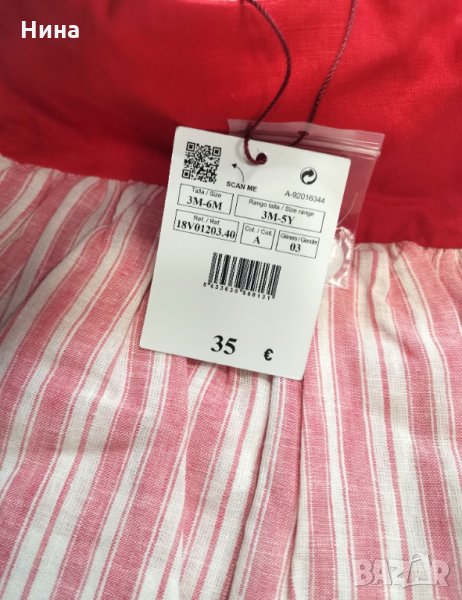 Нина
SCAN ME
A-92016344
Talla / Size
3M-6M
Rango talla / Size range
3M-5Y
Ref. / Ref.
18V01203.40
Col. / Coll.
A
Género / Gender
03
35 €
BAZAR